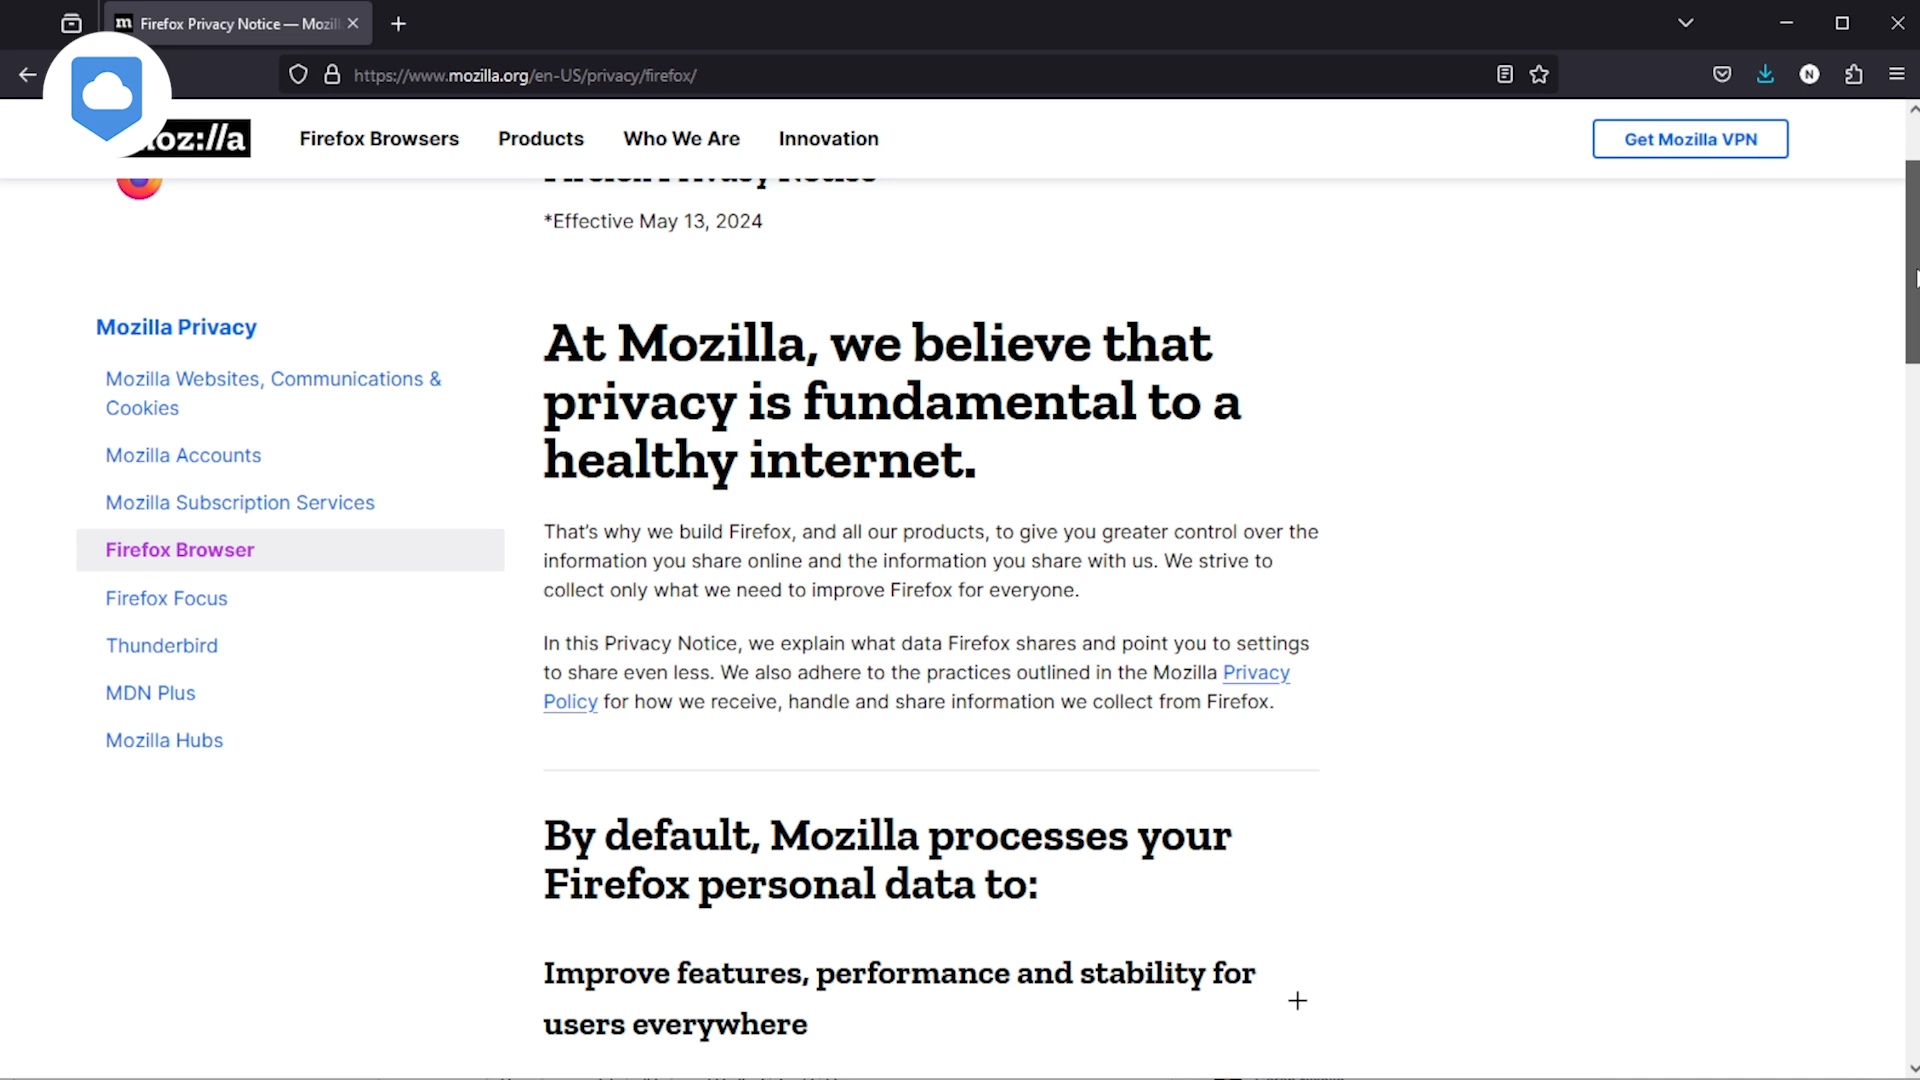 Firefox Privacy Notice — Mozil
https://www.mozilla.org/en-US/privacy/firefox/
N
Firefox Browsers
Products
Who We Are
Innovation
Get Mozilla VPN
Firefox Privacy Notice
*Effective May 13, 2024
Mozilla Privacy
Mozilla Websites, Communications &
Cookies
Mozilla Accounts
Mozilla Subscription Services
Firefox Browser
Firefox Focus
Thunderbird
MDN Plus
Mozilla Hubs
At Mozilla, we believe that
privacy is fundamental to a
healthy internet.
That's why we build Firefox, and all our products, to give you greater control over the
information you share online and the information you share with us. We strive to
collect only what we need to improve Firefox for everyone.
In this Privacy Notice, we explain what data Firefox shares and point you to settings
to share even less. We also adhere to the practices outlined in the Mozilla Privacy
Policy for how we receive, handle and share information we collect from Firefox.
By default, Mozilla processes your
Firefox personal data to:
Improve features, performance and stability for
users everywhere